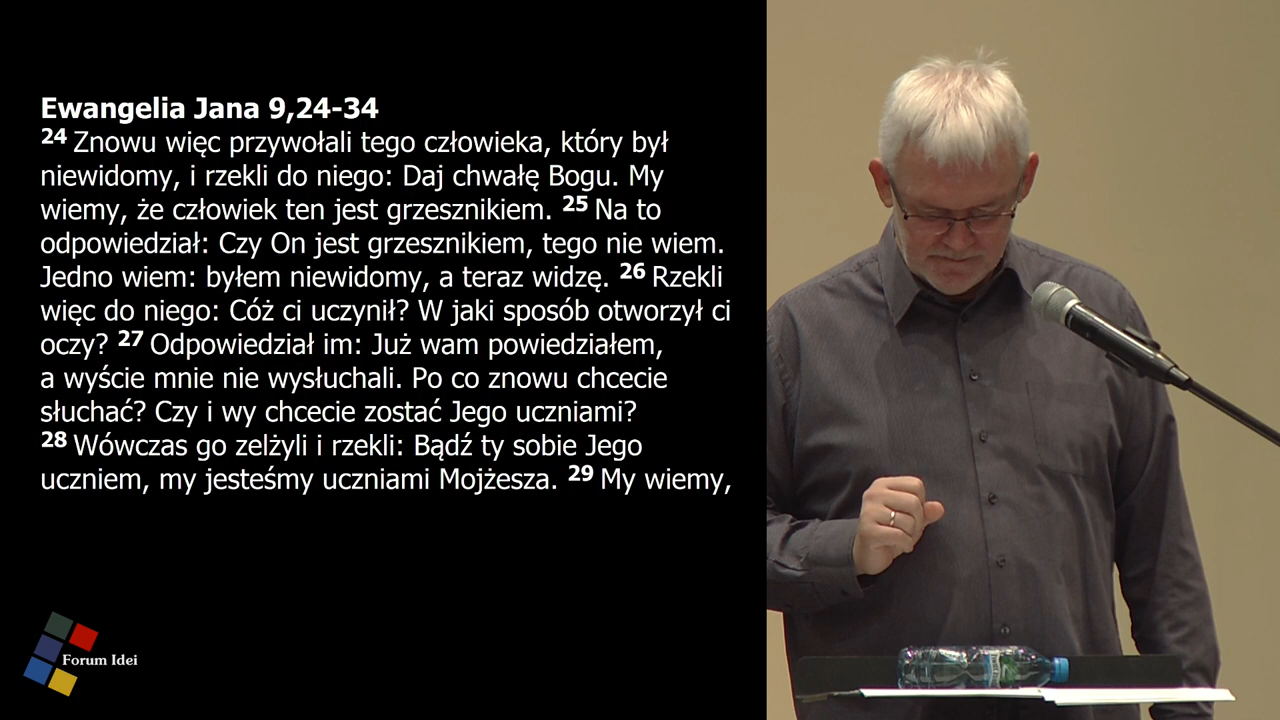 Ewangelia Jana 9,24-34
24 Znowu więc przywołali tego człowieka, który był
niewidomy, i rzekli do niego: Daj chwałę Bogu. My
wiemy, że człowiek ten jest grzesznikiem. 25 Na to
odpowiedział: Czy On jest grzesznikiem, tego nie wiem.
Jedno wiem: byłem niewidomy, a teraz widzę. 26 Rzekli
więc do niego: Cóż ci uczynił? W jaki sposób otworzył ci
oczy? 27 Odpowiedział im: Już wam powiedziałem,
a wyście mnie nie wysłuchali. Po co znowu chcecie
słuchać? Czy i wy chcecie zostać Jego uczniami?
28 Wówczas go zelżyli i rzekli: Bądź ty sobie Jego
uczniem, my jesteśmy uczniami Mojżesza. 29 My wiemy,
Forum Idei